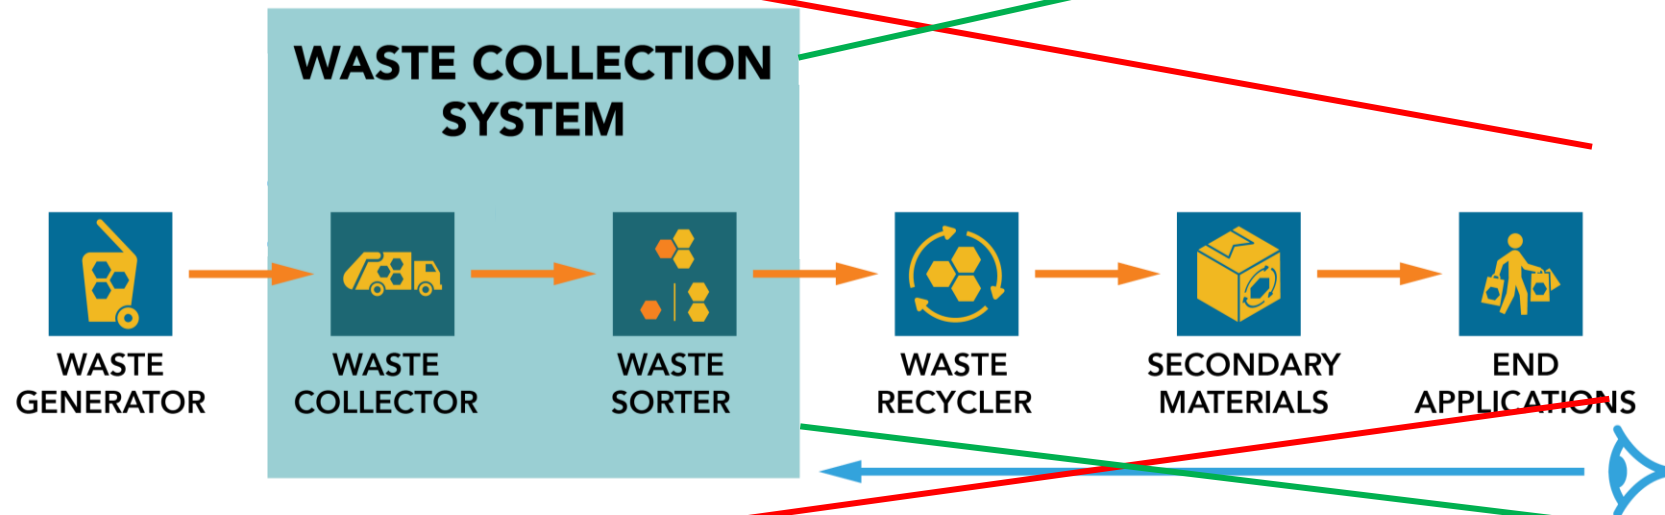 WASTE COLLECTION
SYSTEM
WASTE
GENERATOR
WASTE
COLLECTOR
WASTE
SORTER
WASTE
RECYCLER
SECONDARY
MATERIALS
END
APPLICATIONS